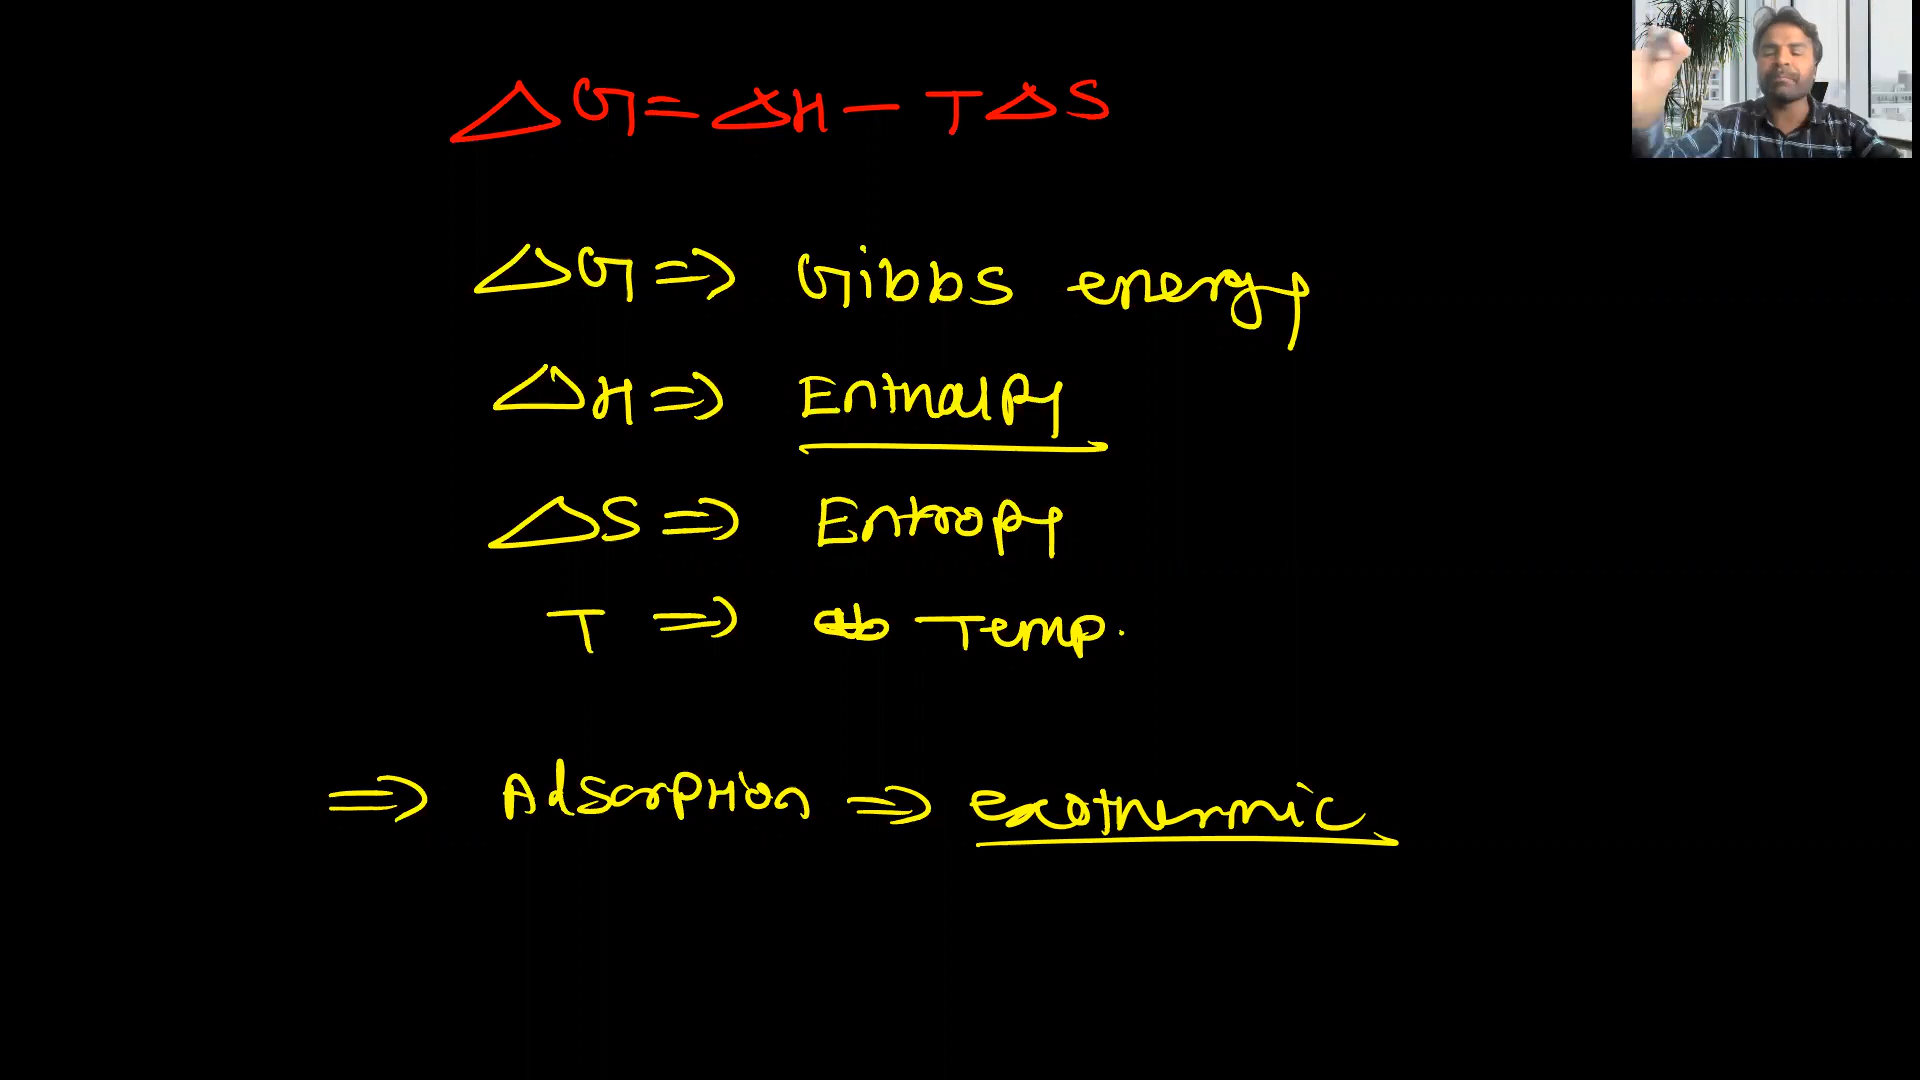 ΔG = ΔH - TΔS
ΔG ⇒ Gibbs energy
ΔH ⇒ Enthalpy
ΔS ⇒ Entropy
T ⇒ Temp.
⇒ Adsorption ⇒ exothermic